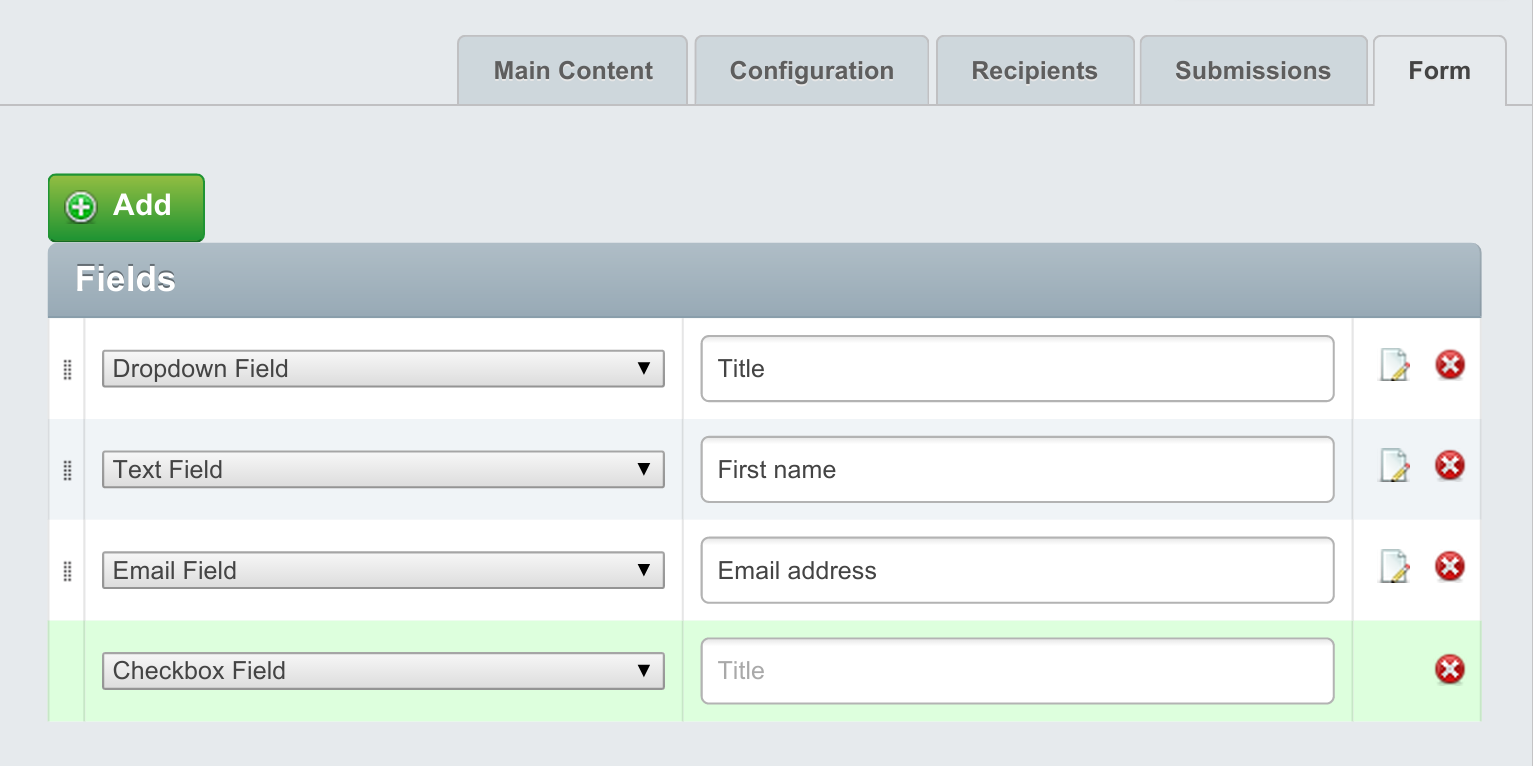 Main Content Configuration Recipients Submissions Form
Add
Fields
Dropdown Field Title
Text Field First name
Email Field Email address
Checkbox Field Title